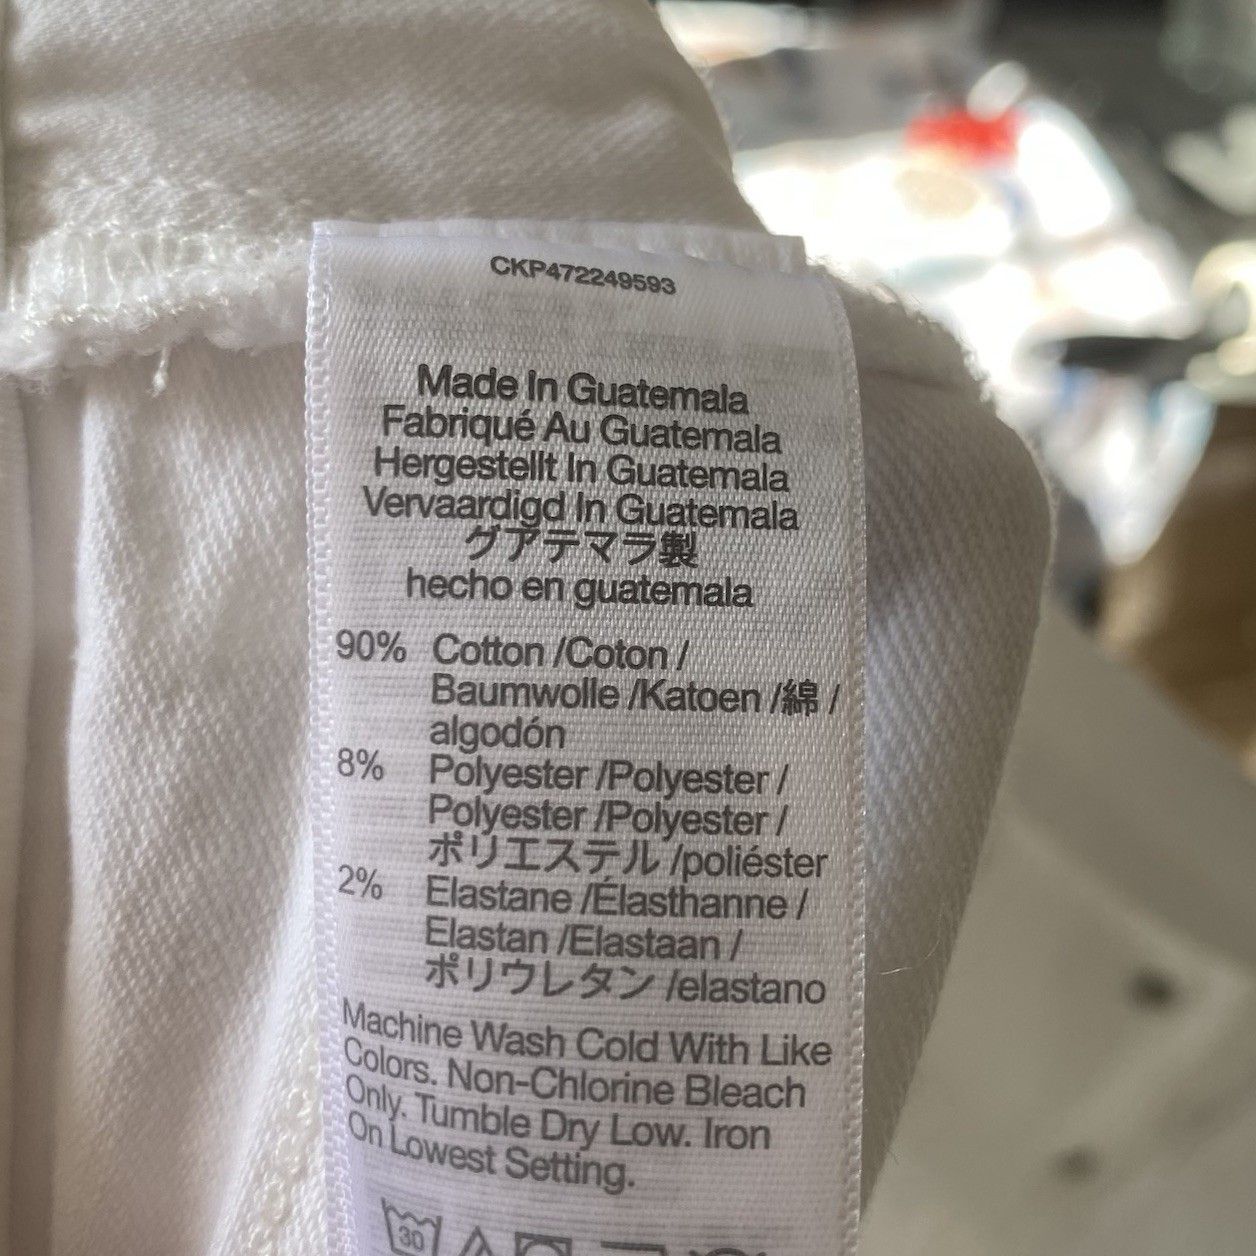 CKP472249593
Made In Guatemala
Fabriqué Au Guatemala
Hergestellt In Guatemala
Vervaardigd In Guatemala
グアテマラ製
hecho en guatemala
90% Cotton /Coton /
Baumwolle /Katoen /綿 /
algodón
8% Polyester /Polyester /
Polyester /Polyester /
ポリエステル /poliéster
2% Elastane /Élasthanne /
Elastan /Elastaan /
ポリウレタン /elastano
Machine Wash Cold With Like
Colors. Non-Chlorine Bleach
Only. Tumble Dry Low. Iron
On Lowest Setting.
30